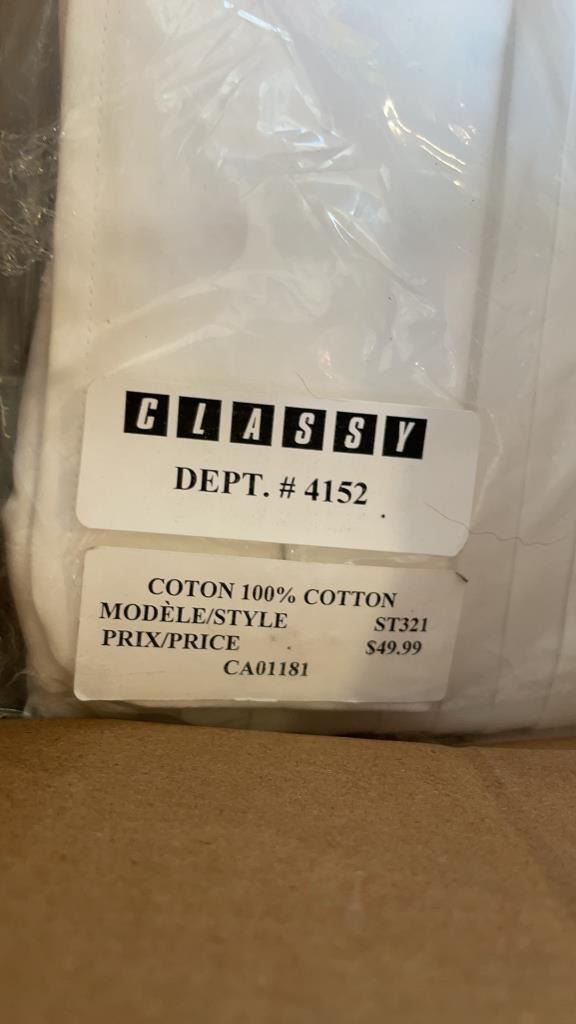 CLASSY
DEPT. # 4152
COTON 100% COTTON
MODÈLE/STYLE ST321
PRIX/PRICE $49.99
CA01181